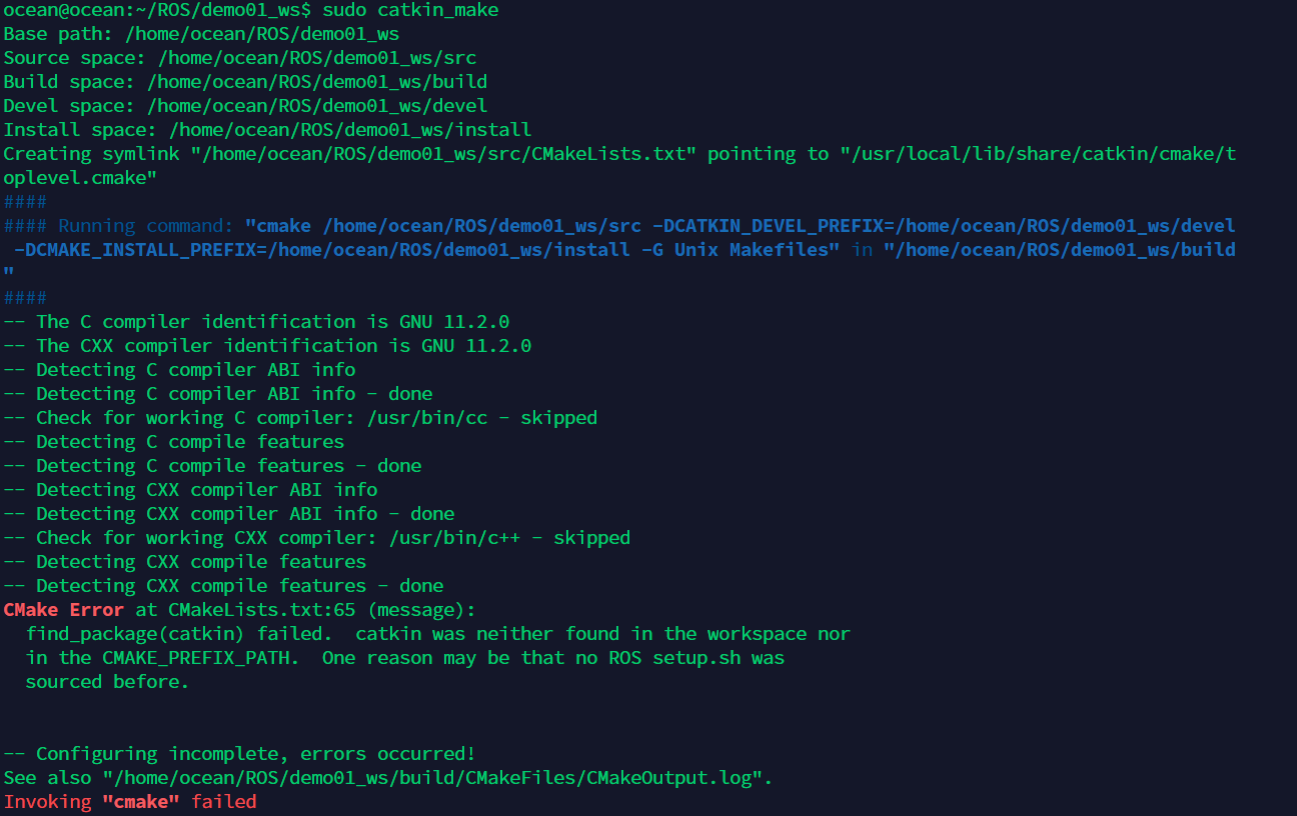 ocean@ocean:~/ROS/demo01_ws$ sudo catkin_make
Base path: /home/ocean/ROS/demo01_ws
Source space: /home/ocean/ROS/demo01_ws/src
Build space: /home/ocean/ROS/demo01_ws/build
Devel space: /home/ocean/ROS/demo01_ws/devel
Install space: /home/ocean/ROS/demo01_ws/install
Creating symlink "/home/ocean/ROS/demo01_ws/src/CMakeLists.txt" pointing to "/usr/local/lib/share/catkin/cmake/t
oplevel.cmake"
####
#### Running command: "cmake /home/ocean/ROS/demo01_ws/src -DCATKIN_DEVEL_PREFIX=/home/ocean/ROS/demo01_ws/devel
 -DCMAKE_INSTALL_PREFIX=/home/ocean/ROS/demo01_ws/install -G Unix Makefiles" in "/home/ocean/ROS/demo01_ws/build
"
####
-- The C compiler identification is GNU 11.2.0
-- The CXX compiler identification is GNU 11.2.0
-- Detecting C compiler ABI info
-- Detecting C compiler ABI info - done
-- Check for working C compiler: /usr/bin/cc - skipped
-- Detecting C compile features
-- Detecting C compile features - done
-- Detecting CXX compiler ABI info
-- Detecting CXX compiler ABI info - done
-- Check for working CXX compiler: /usr/bin/c++ - skipped
-- Detecting CXX compile features
-- Detecting CXX compile features - done
CMake Error at CMakeLists.txt:65 (message):
  find_package(catkin) failed.  catkin was neither found in the workspace nor
  in the CMAKE_PREFIX_PATH.  One reason may be that no ROS setup.sh was
  sourced before.
-- Configuring incomplete, errors occurred!
See also "/home/ocean/ROS/demo01_ws/build/CMakeFiles/CMakeOutput.log".
Invoking "cmake" failed